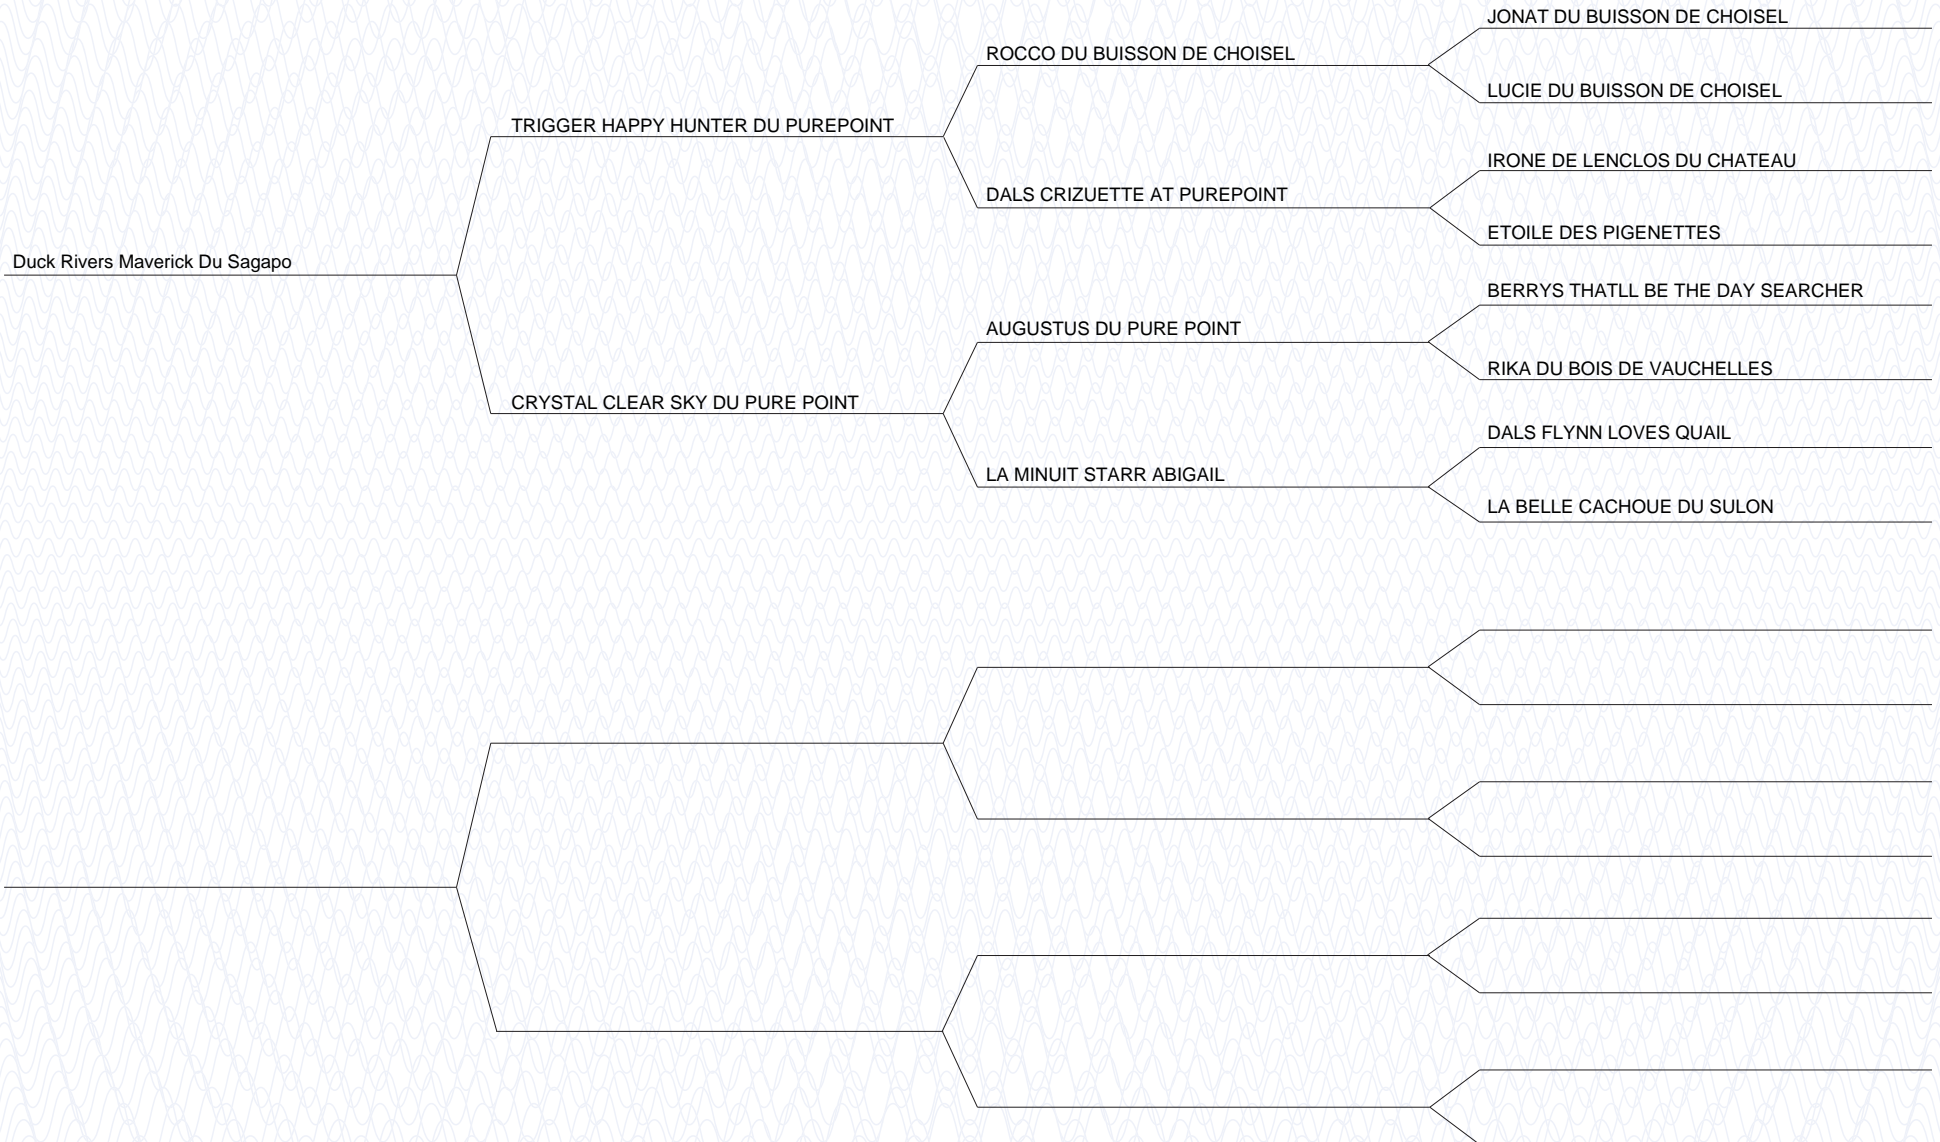 JONAT DU BUISSON DE CHOISEL
ROCCO DU BUISSON DE CHOISEL
LUCIE DU BUISSON DE CHOISEL
TRIGGER HAPPY HUNTER DU PUREPOINT
IRONE DE LENCLOS DU CHATEAU
DALS CRIZUETTE AT PUREPOINT
ETOILE DES PIGENETTES
Duck Rivers Maverick Du Sagapo
BERRYS THATLL BE THE DAY SEARCHER
AUGUSTUS DU PURE POINT
RIKA DU BOIS DE VAUCHELLES
CRYSTAL CLEAR SKY DU PURE POINT
DALS FLYNN LOVES QUAIL
LA MINUIT STARR ABIGAIL
LA BELLE CACHOUE DU SULON